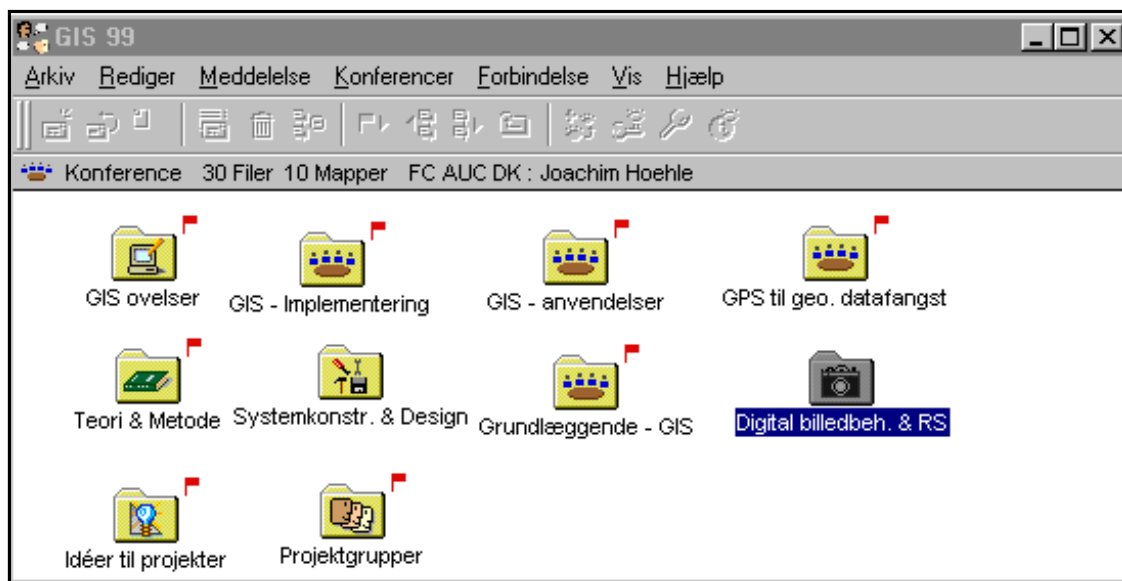 GIS 99
Arkiv Rediger Meddelelse Konferencer Forbindelse Vis Hjælp
Konference 30 Filer 10 Mapper FC AUC DK : Joachim Hoehle
GIS ovelser GIS - Implementering GIS - anvendelser GPS til geo. datafangst
Teori & Metode Systemkonstr. & Design Grundlæggende - GIS Digital billedbeh. & RS
Idéer til projekter Projektgrupper